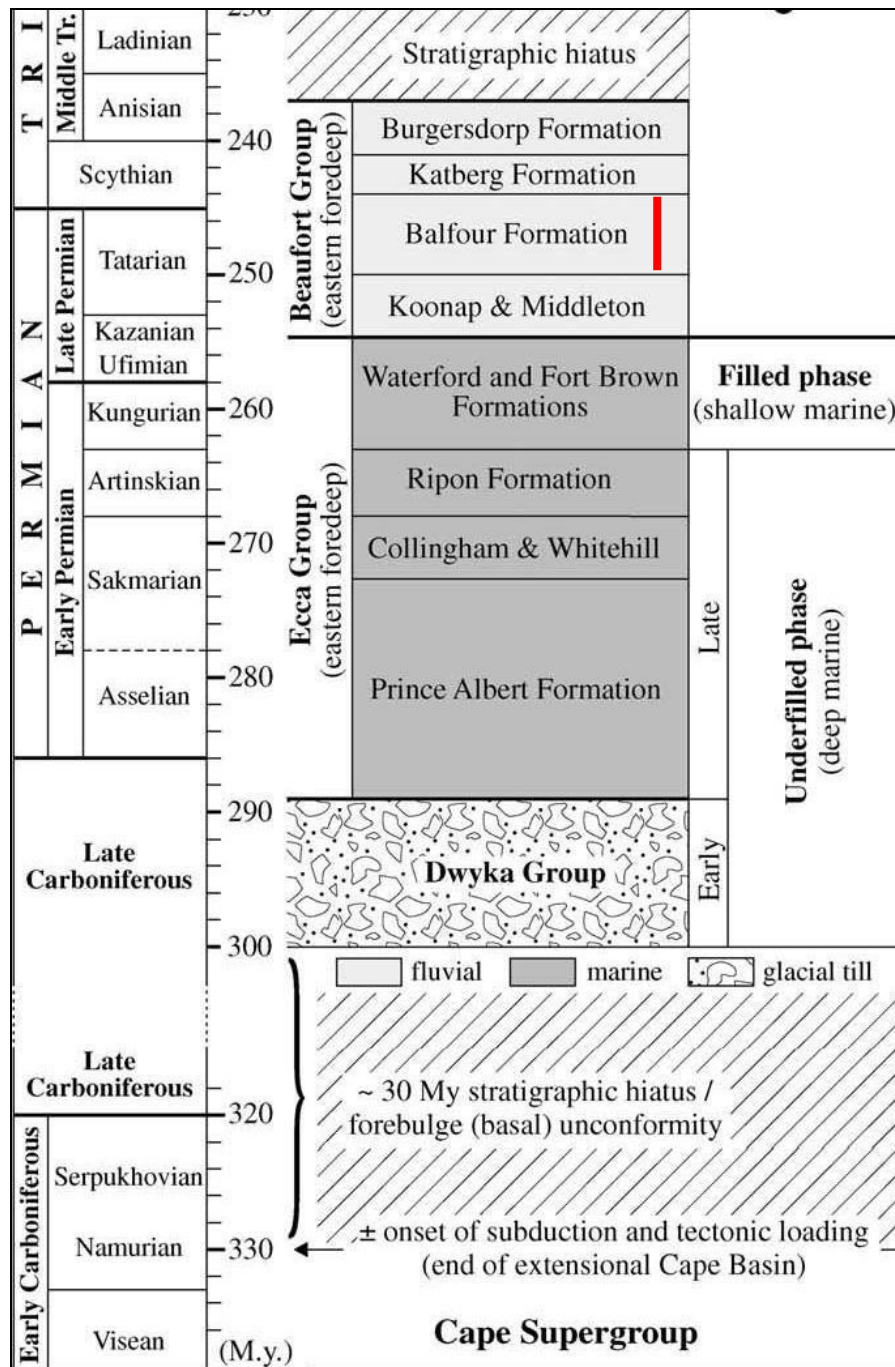 T R I
Middle Tr.
Ladinian
Anisian
Scythian
P E R M I A N
Late Permian
Tatarian
Kazanian
Ufimian
Early Permian
Kungurian
Artinskian
Sakmarian
Asselian
Late
Carboniferous
Late
Carboniferous
Early Carboniferous
Serpukhovian
Namurian
Visean
240
250
260
270
280
290
300
320
330
(M.y.)
Stratigraphic hiatus
Beaufort Group
(eastern foredeep)
Burgersdorp Formation
Katberg Formation
Balfour Formation
Koonap & Middleton
Ecca Group
(eastern foredeep)
Waterford and Fort Brown
Formations
Ripon Formation
Collingham & Whitehill
Prince Albert Formation
Dwyka Group
Filled phase
(shallow marine)
Late
Early
Underfilled phase
(deep marine)
fluvial marine glacial till
~ 30 My stratigraphic hiatus /
forebulge (basal) unconformity
± onset of subduction and tectonic loading
(end of extensional Cape Basin)
Cape Supergroup